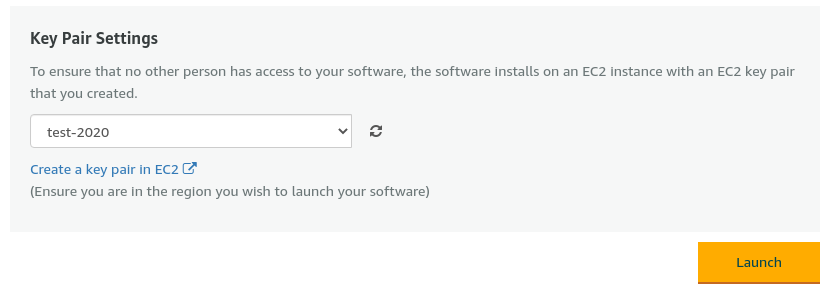 Key Pair Settings
To ensure that no other person has access to your software, the software installs on an EC2 instance with an EC2 key pair
that you created.
test-2020
Create a key pair in EC2
(Ensure you are in the region you wish to launch your software)
Launch